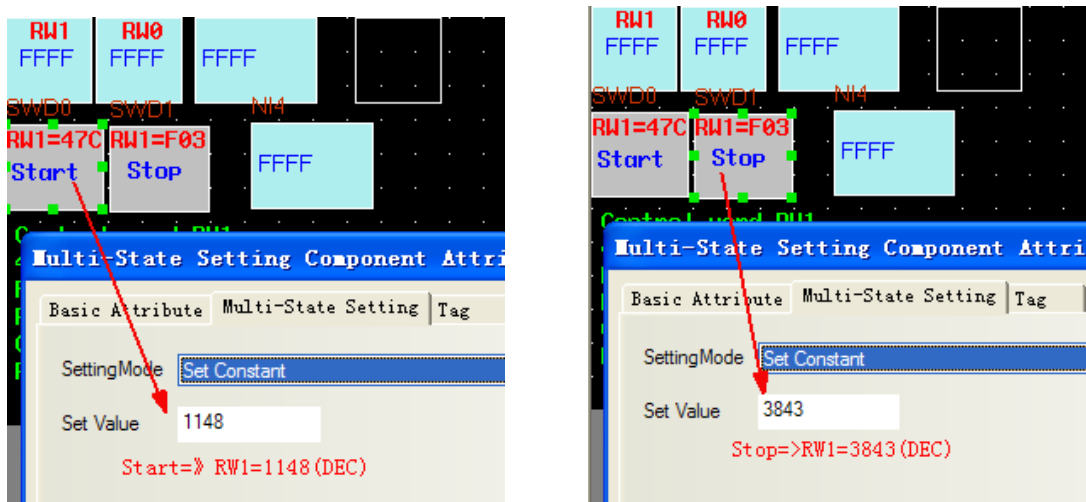 RW1 RW0
FFFF FFFF FFFF
SWD0 SWD1 NI4
RW1=47C RW1=F03
Start Stop FFFF
Multi-State Setting Component Attri
Basic Attribute Multi-State Setting Tag
SettingMode Set Constant
Set Value 1148
Start=》 RW1=1148(DEC)
RW1 RW0
FFFF FFFF FFFF
SWD0 SWD1 NI4
RW1=47C RW1=F03
Start Stop FFFF
Multi-State Setting Component Attri
Basic Attribute Multi-State Setting Tag
SettingMode Set Constant
Set Value 3843
Stop=>RW1=3843(DEC)